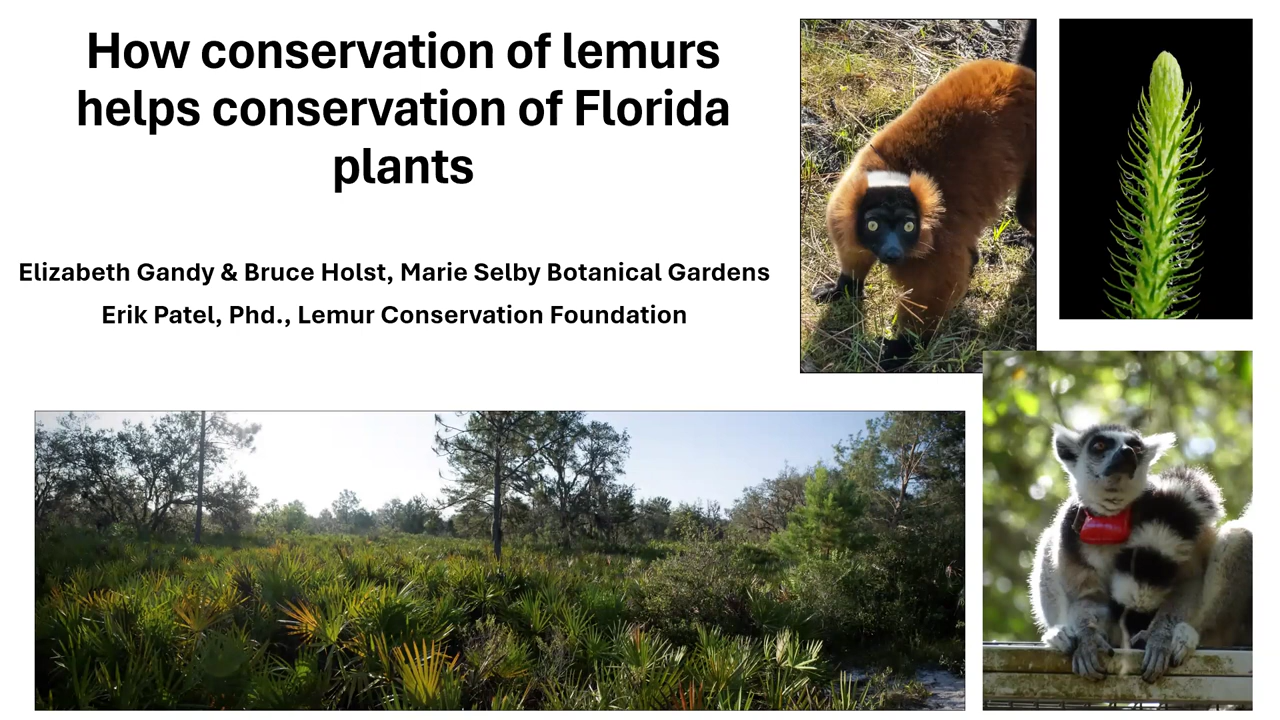 How conservation of lemurs
helps conservation of Florida
plants
Elizabeth Gandy & Bruce Holst, Marie Selby Botanical Gardens
Erik Patel, Phd., Lemur Conservation Foundation